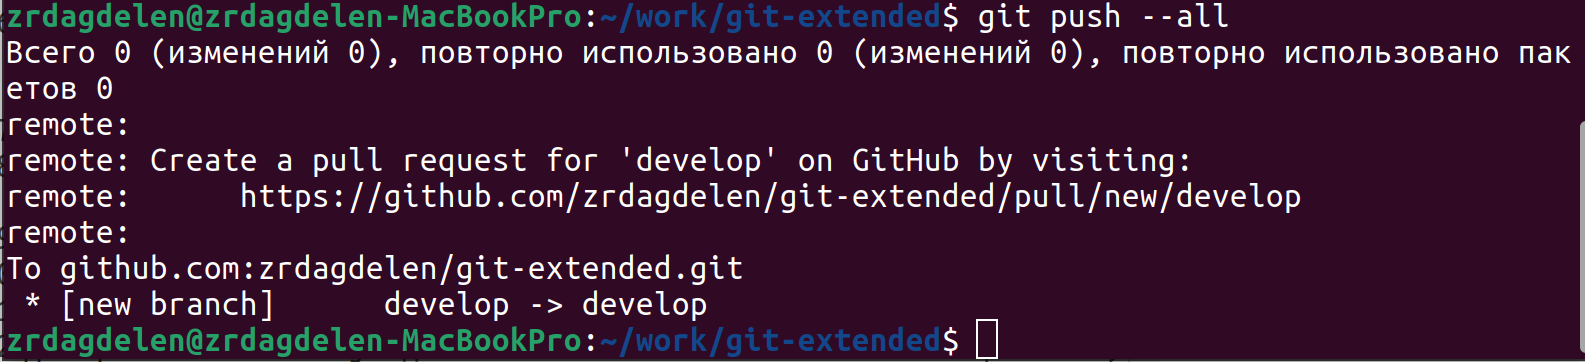 zrdagdelen@zrdagdelen-MacBookPro:~/work/git-extended$ git push --all
Всего 0 (изменений 0), повторно использовано 0 (изменений 0), повторно использовано пак
етов 0
remote:
remote: Create a pull request for 'develop' on GitHub by visiting:
remote:      https://github.com/zrdagdelen/git-extended/pull/new/develop
remote:
To github.com:zrdagdelen/git-extended.git
 * [new branch]      develop -> develop
zrdagdelen@zrdagdelen-MacBookPro:~/work/git-extended$